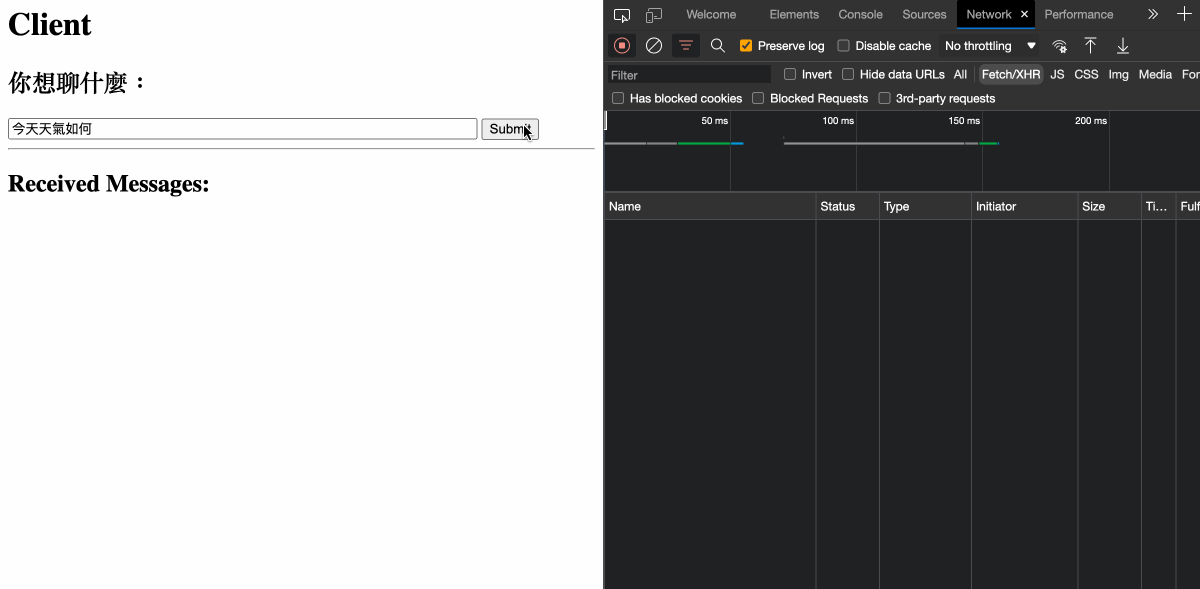 Client
你想聊什麼：
今天天氣如何 Submit
Received Messages:
Welcome Elements Console Sources Network Performance
Preserve log Disable cache No throttling
Filter Invert Hide data URLs All Fetch/XHR JS CSS Img Media For
Has blocked cookies Blocked Requests 3rd-party requests
50 ms 100 ms 150 ms 200 ms
Name Status Type Initiator Size Ti... Fulf